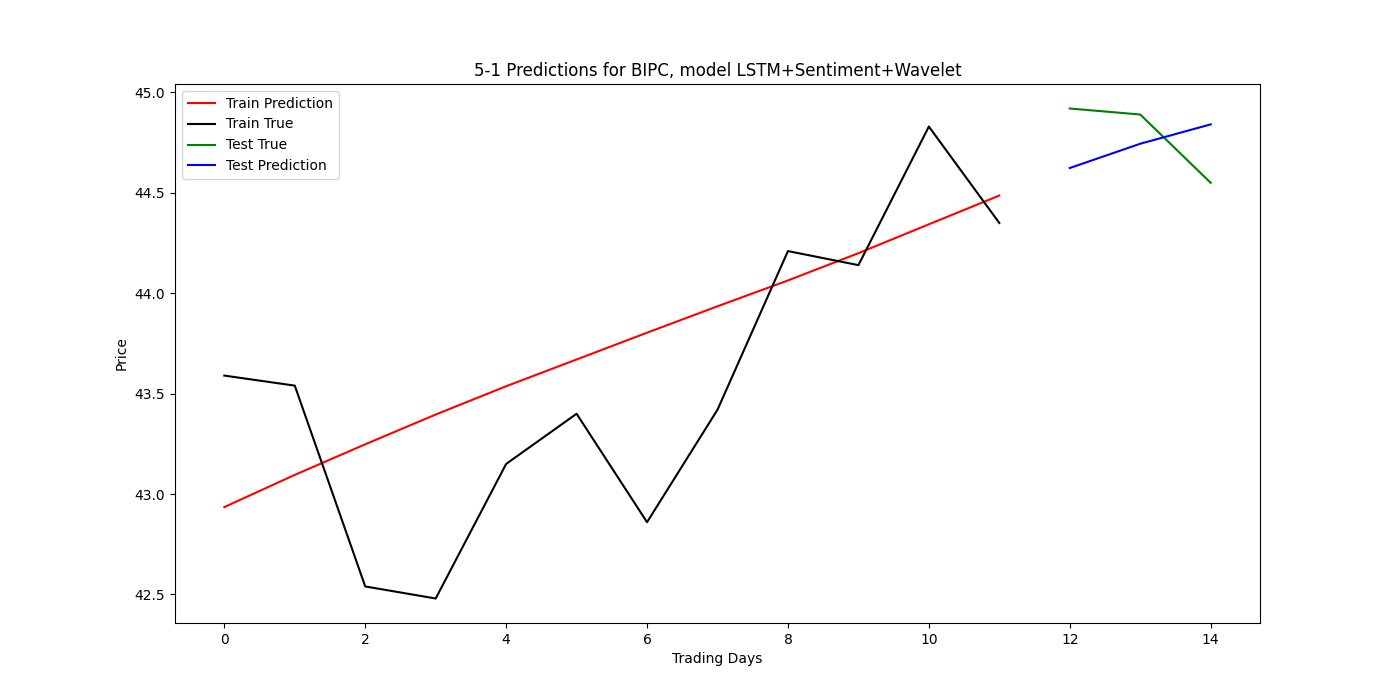 5-1 Predictions for BIPC, model LSTM+Sentiment+Wavelet
Train Prediction
Train True
Test True
Test Prediction
45.0
44.5
44.0
43.5
43.0
42.5
Price
0 2 4 6 8 10 12 14
Trading Days